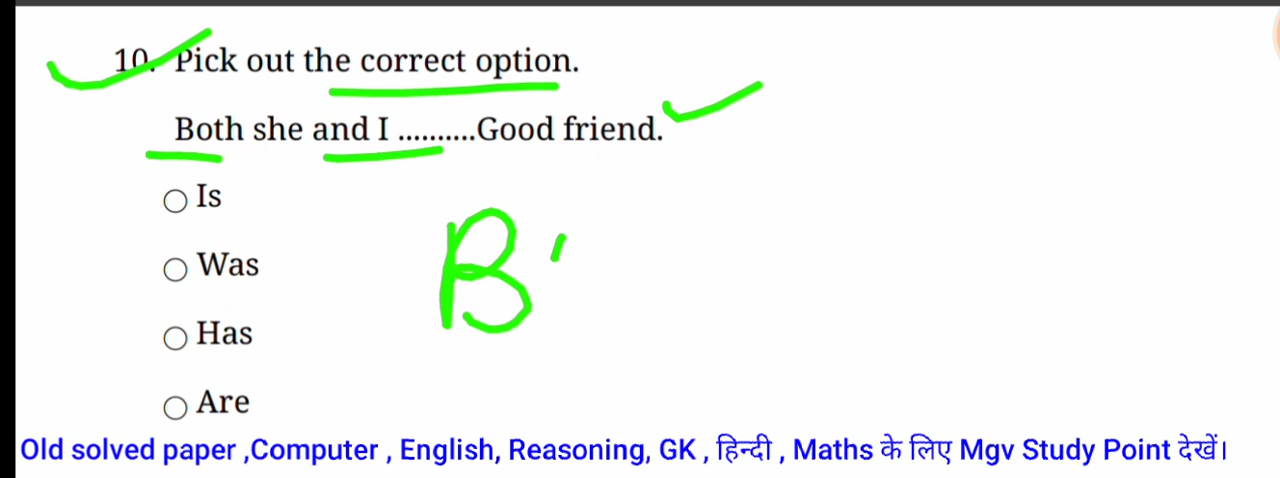 10. Pick out the correct option.
Both she and I ..........Good friend.
Is
Was
B'
Has
Are
Old solved paper ,Computer , English, Reasoning, GK , हिन्दी , Maths के लिए Mgv Study Point देखें।